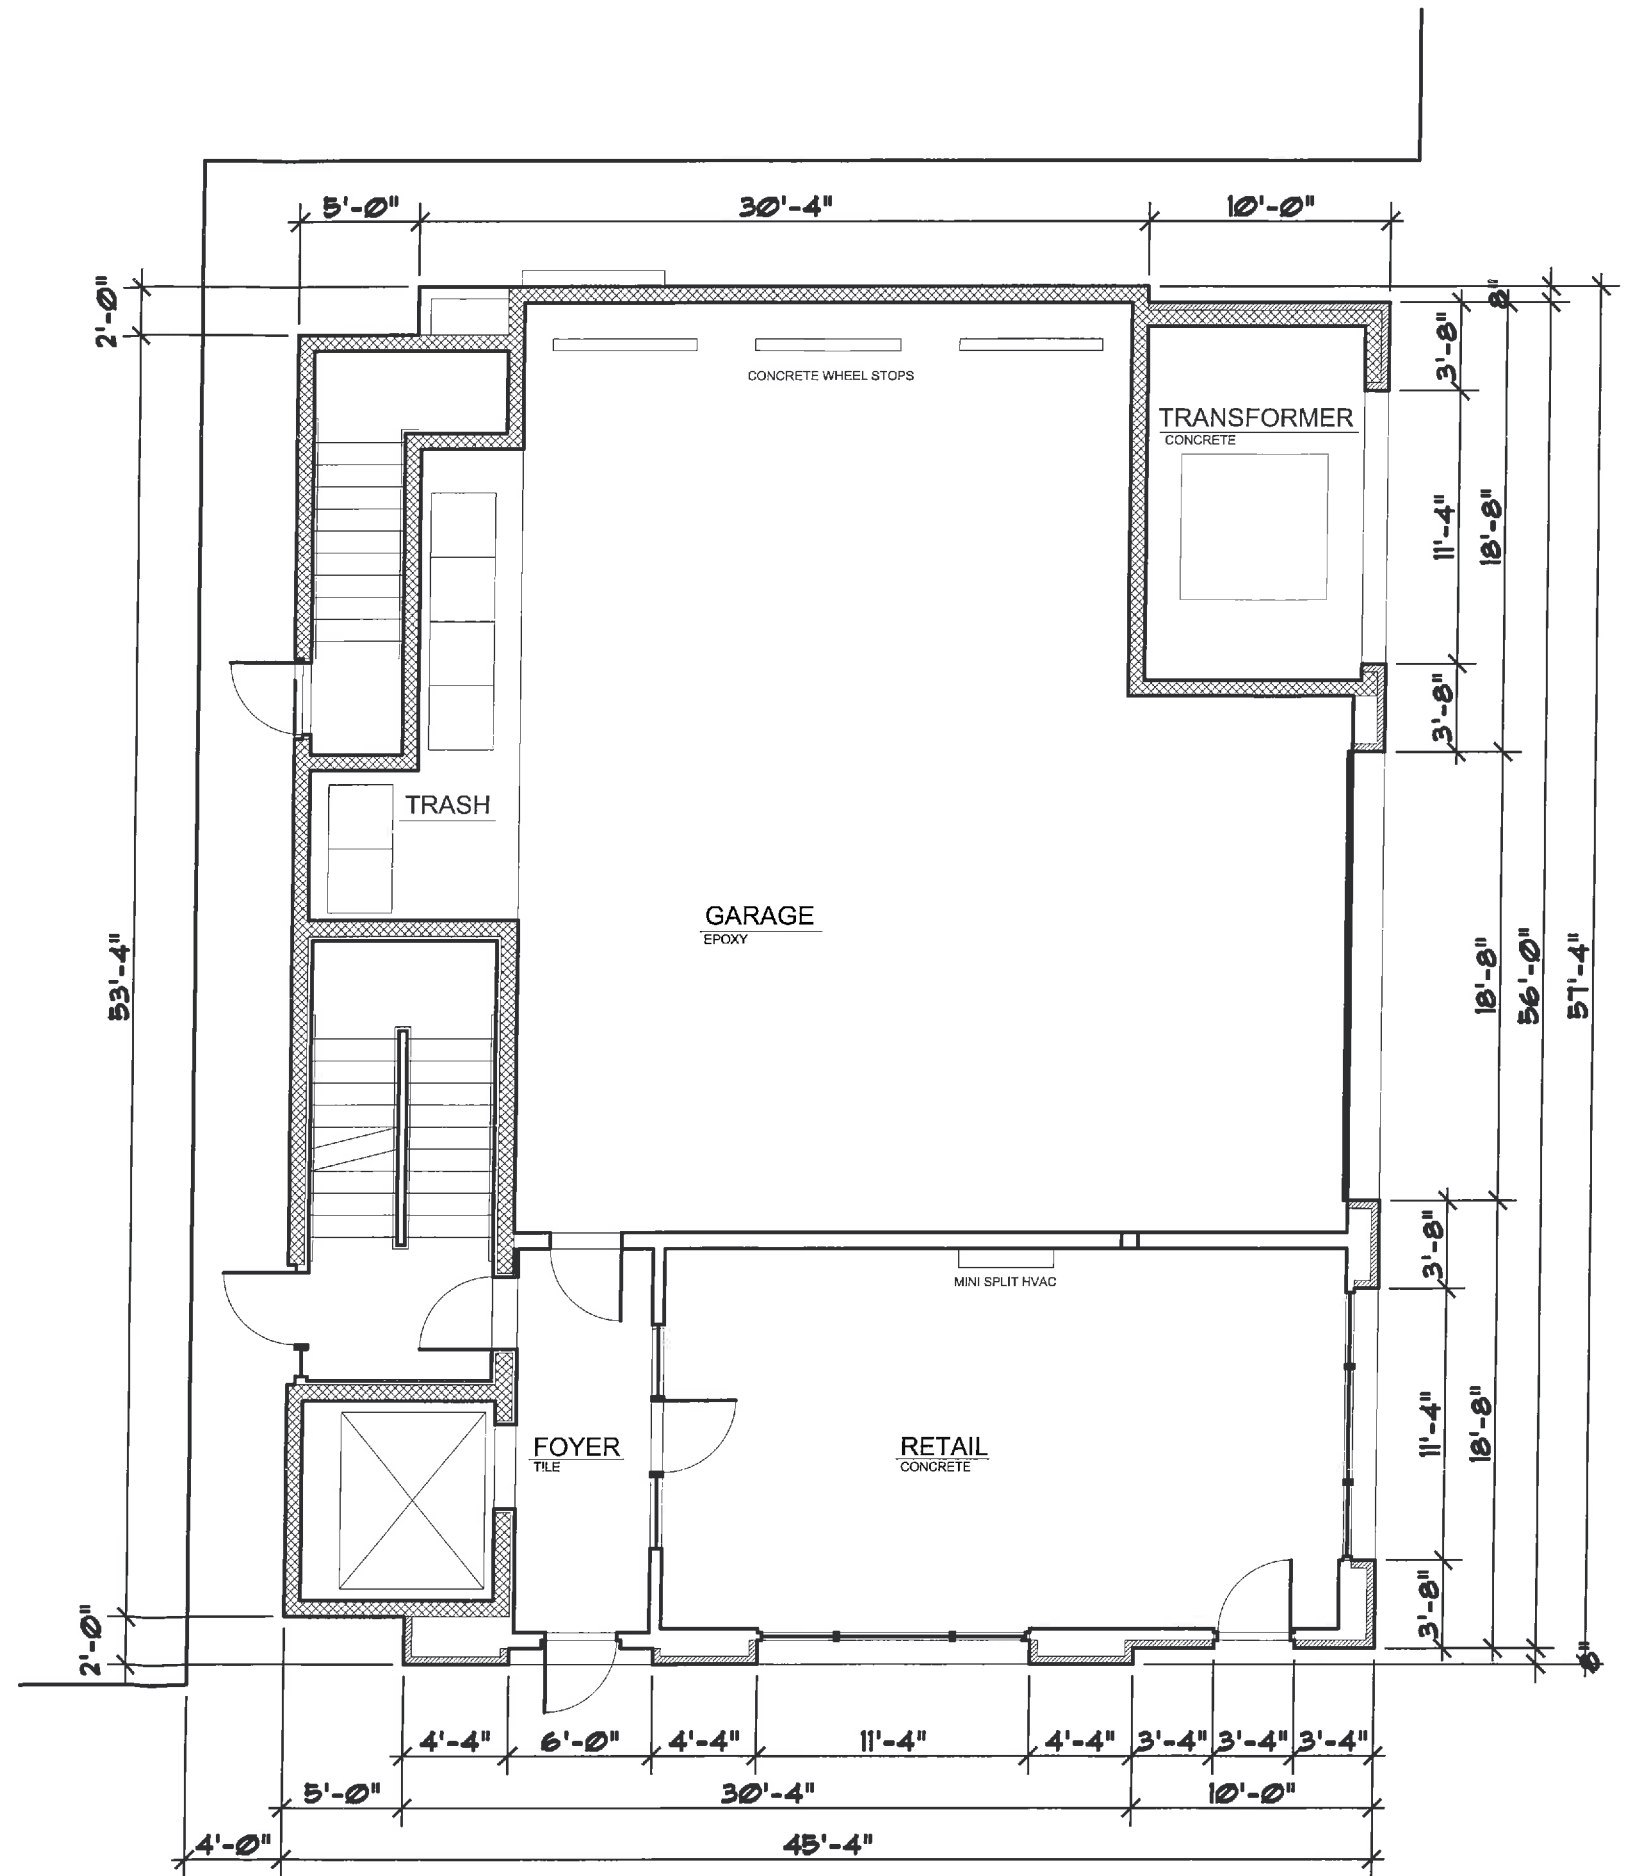 5'-0" 30'-4" 10'-0"
2'-0"
8"
3'-8"
CONCRETE WHEEL STOPS
TRANSFORMER
CONCRETE
11'-4"
18'-8"
3'-8"
TRASH
GARAGE
EPOXY
53'-4"
18'-8"
56'-0"
57'-4"
3'-8"
MINI SPLIT HVAC
FOYER
TILE
RETAIL
CONCRETE
11'-4"
18'-8"
3'-8"
2'-0"
8"
4'-4" 6'-0" 4'-4" 11'-4" 4'-4" 3'-4" 3'-4" 3'-4"
5'-0" 30'-4" 10'-0"
4'-0" 45'-4"